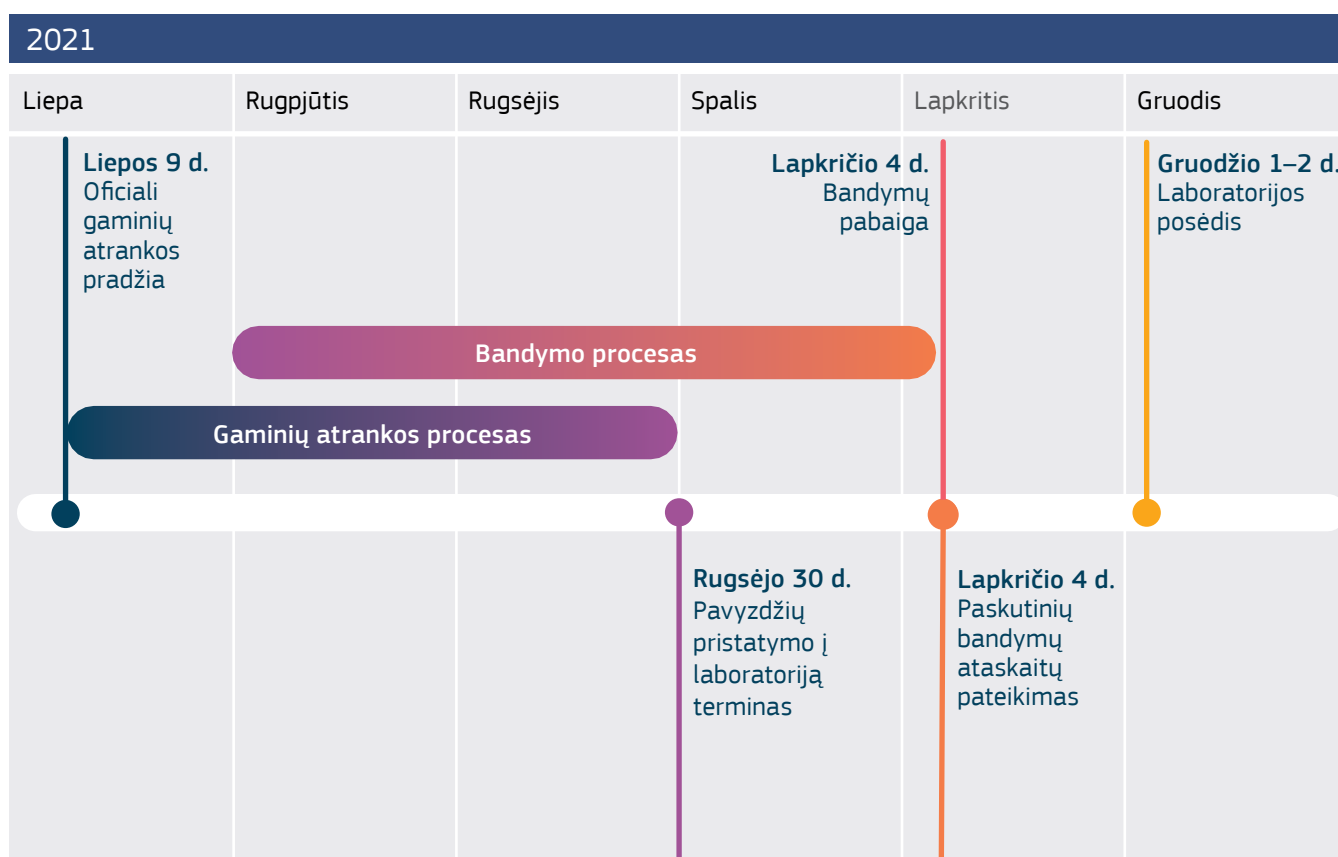 2021
Liepa
Rugpjūtis
Rugsėjis
Spalis
Lapkritis
Gruodis
Liepos 9 d.
Oficiali
gaminių
atrankos
pradžia
Lapkričio 4 d.
Bandymų
pabaiga
Gruodžio 1–2 d.
Laboratorijos
posėdis
Bandymo procesas
Gaminių atrankos procesas
Rugsėjo 30 d.
Pavyzdžių
pristatymo į
laboratoriją
terminas
Lapkričio 4 d.
Paskutinių
bandymų
ataskaitų
pateikimas